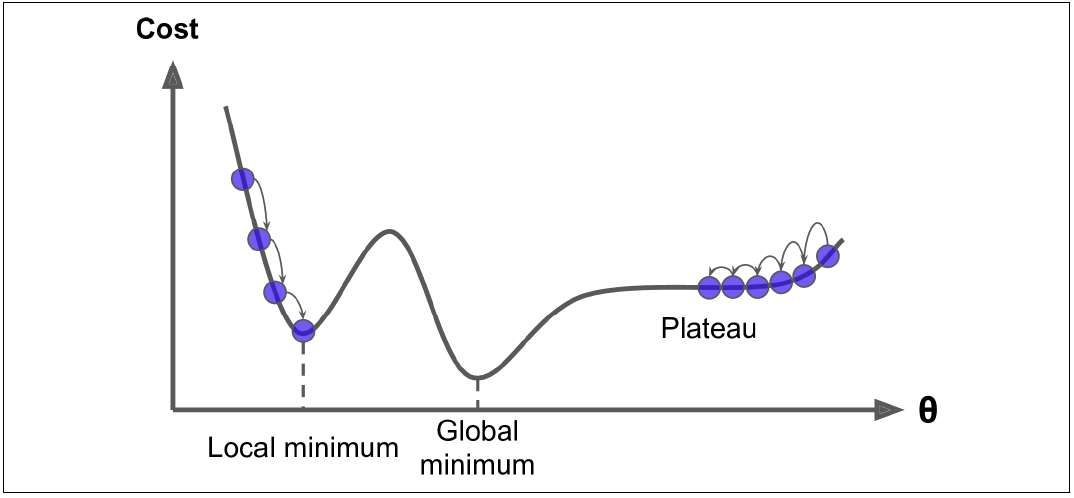 Cost
Plateau
θ
Local minimum
Global
minimum